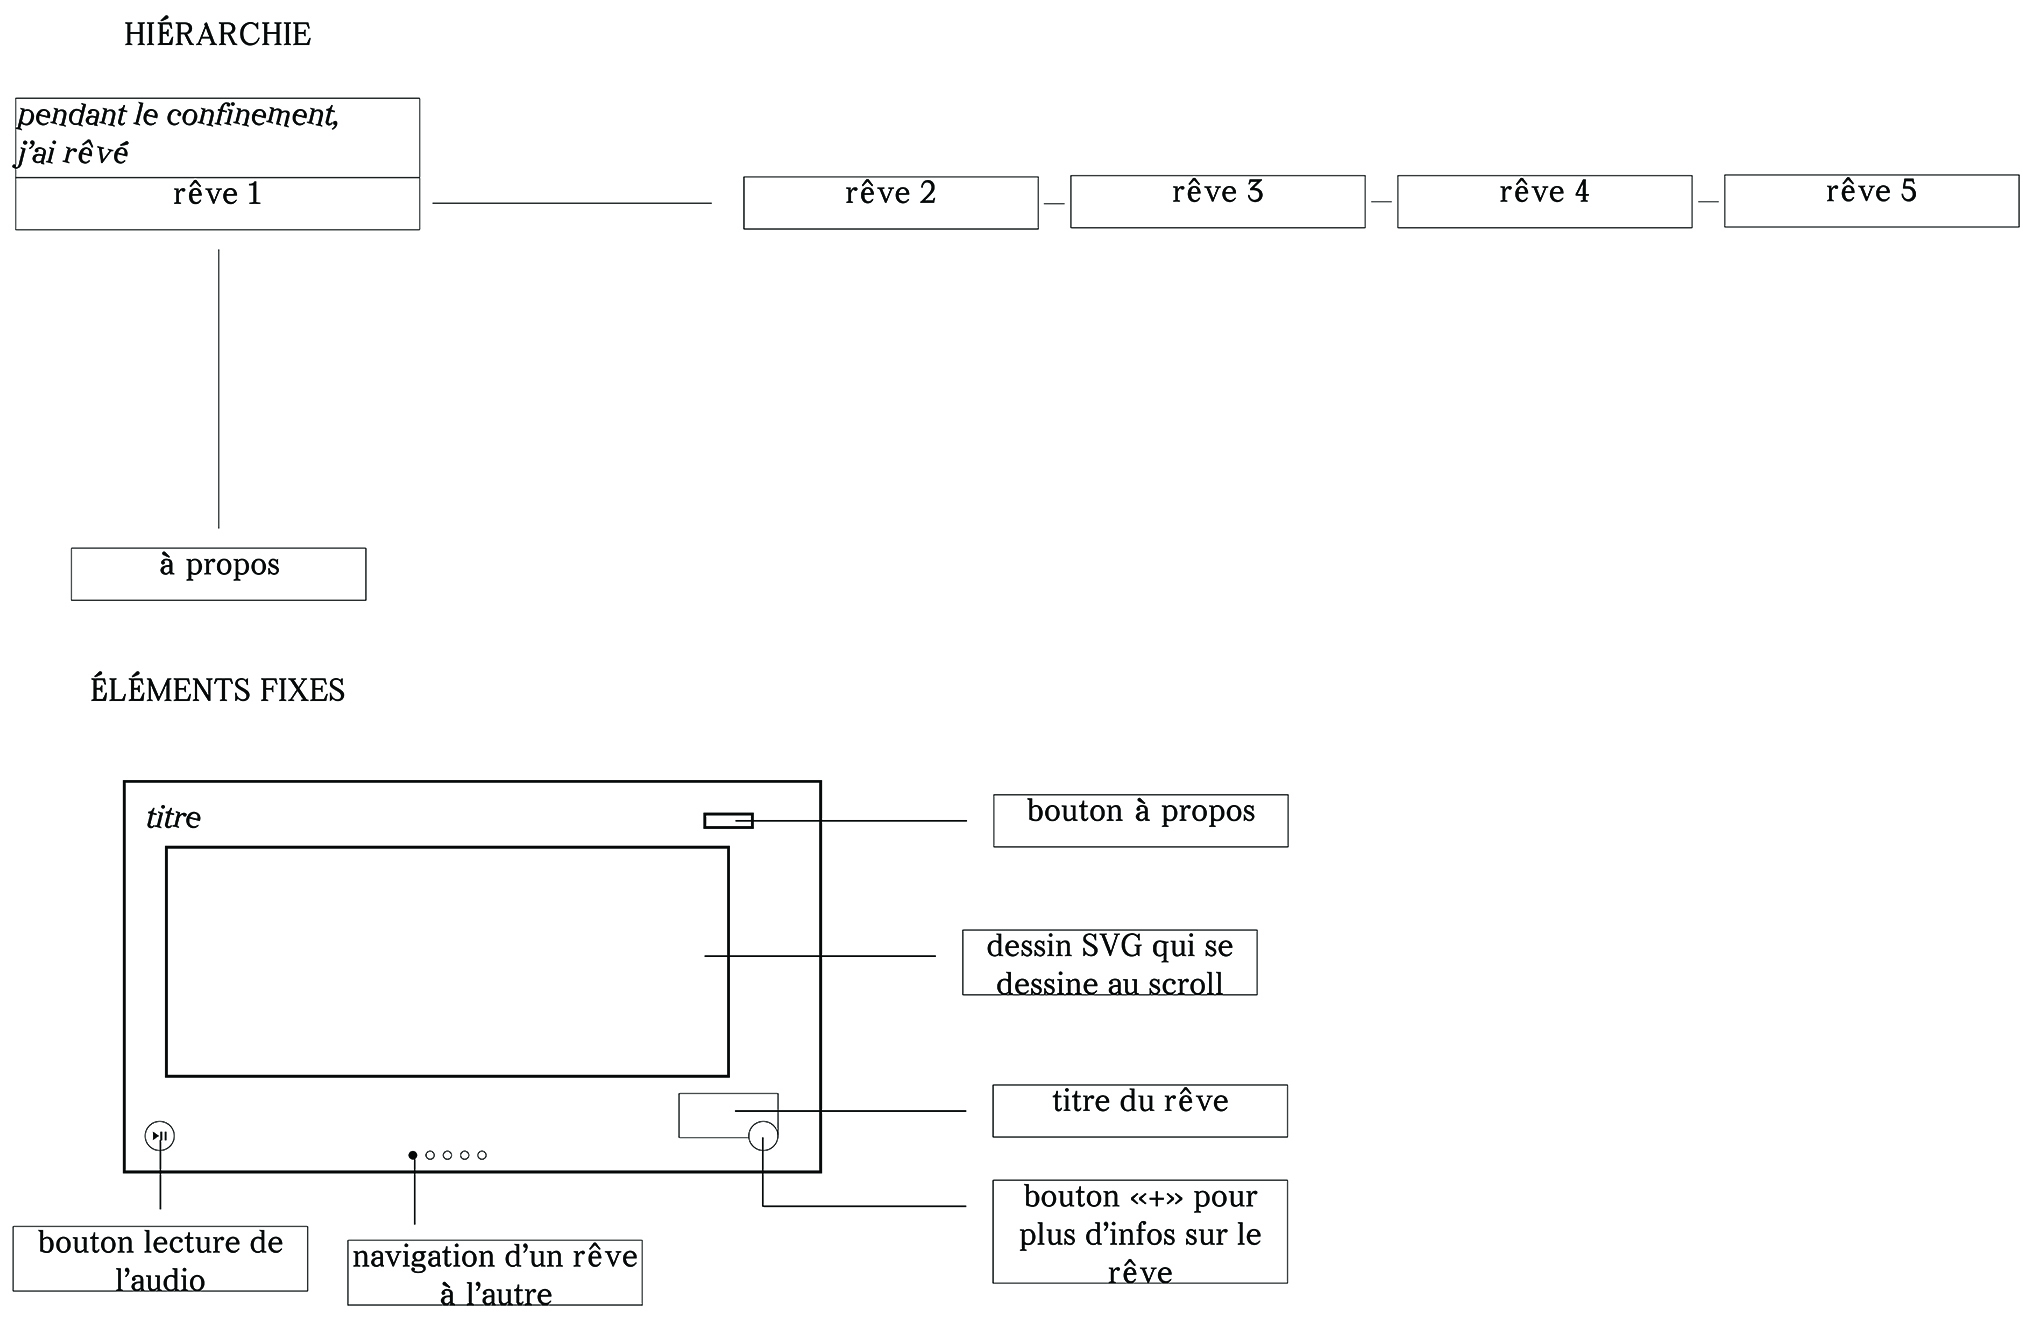 HIÉRARCHIE
pendant le confinement,
j'ai rêvé
rêve 1
rêve 2
rêve 3
rêve 4
rêve 5
à propos
ÉLÉMENTS FIXES
titre
bouton à propos
dessin SVG qui se
dessine au scroll
titre du rêve
bouton «+» pour
plus d'infos sur le
rêve
bouton lecture de
l'audio
navigation d'un rêve
à l'autre